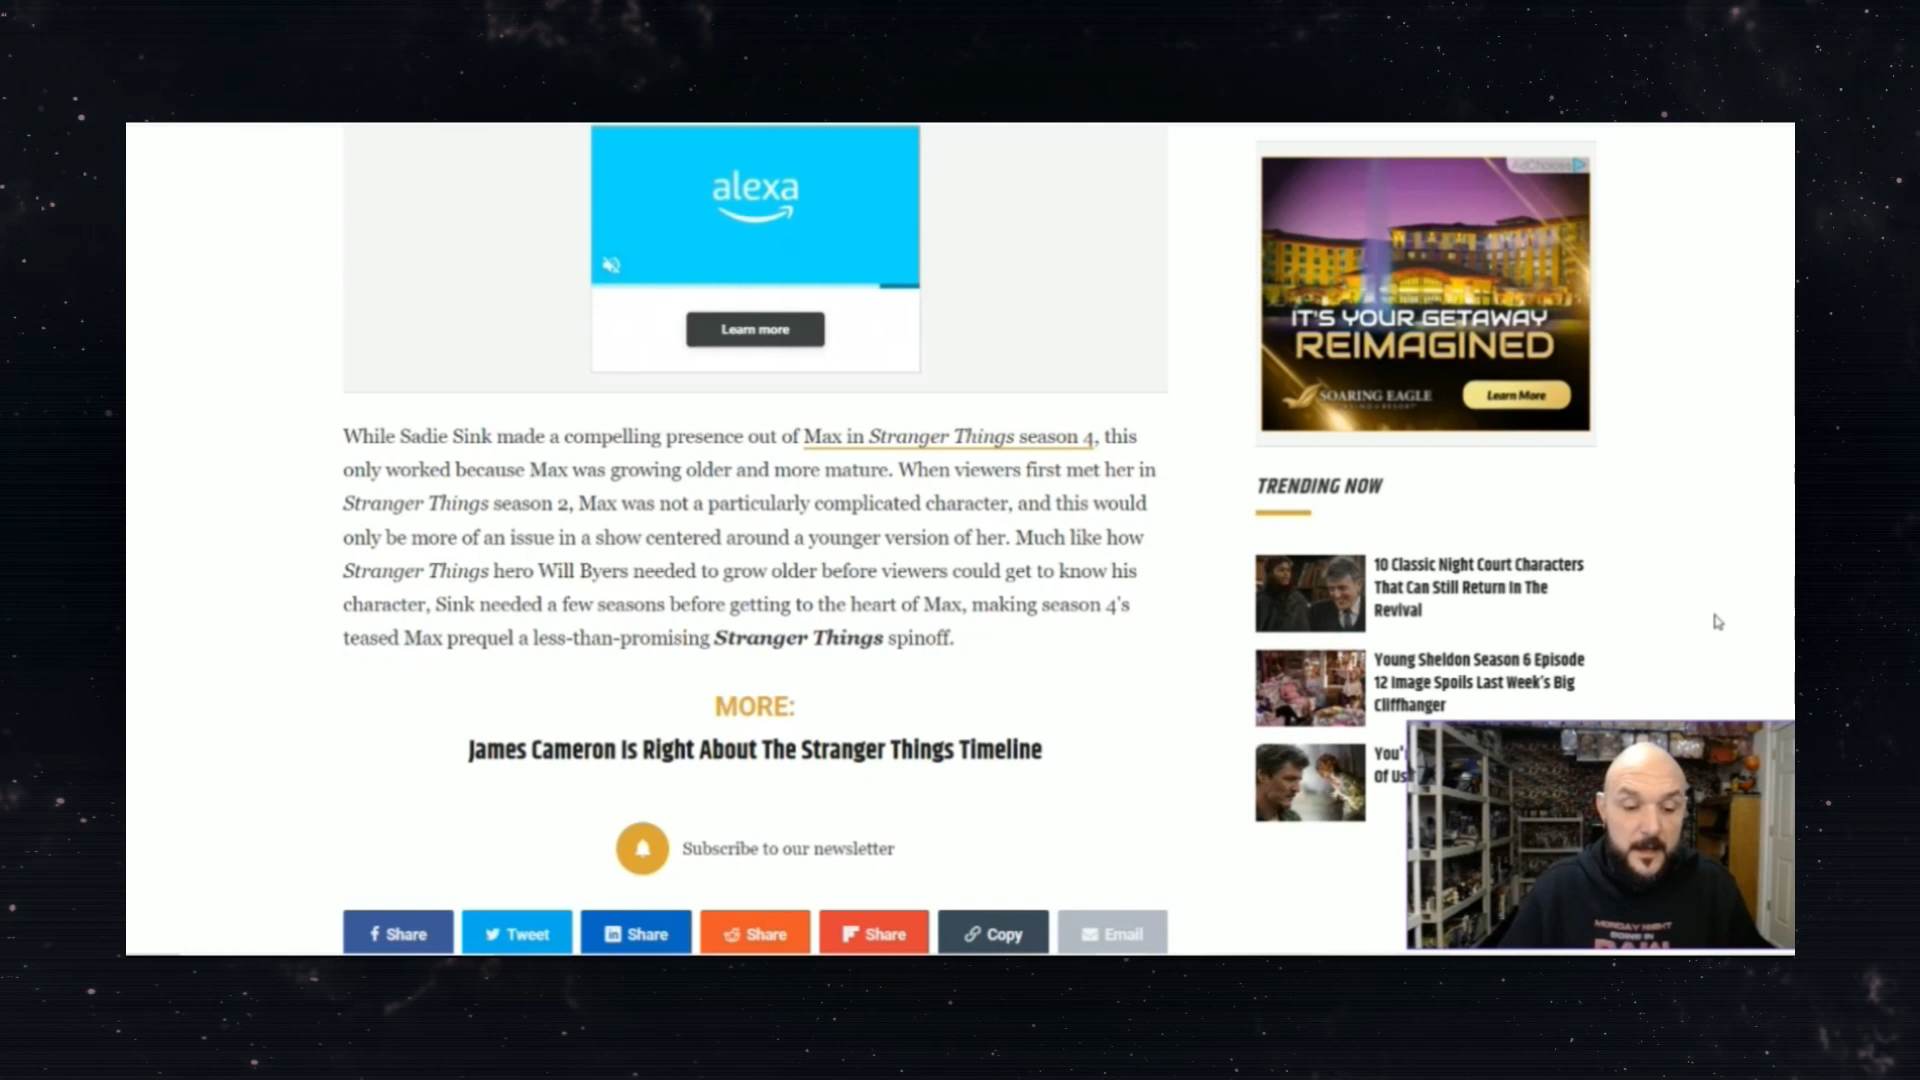 alexa
Learn more
While Sadie Sink made a compelling presence out of Max in Stranger Things season 4, this
only worked because Max was growing older and more mature. When viewers first met her in
Stranger Things season 2, Max was not a particularly complicated character, and this would
only be more of an issue in a show centered around a younger version of her. Much like how
Stranger Things hero Will Byers needed to grow older before viewers could get to know his
character, Sink needed a few seasons before getting to the heart of Max, making season 4's
teased Max prequel a less-than-promising Stranger Things spinoff.
MORE:
James Cameron Is Right About The Stranger Things Timeline
Subscribe to our newsletter
Share
Tweet
Share
Share
Share
Copy
Email
AdChoices
IT'S YOUR GETAWAY
REIMAGINED
SOARING EAGLE
Learn More
TRENDING NOW
10 Classic Night Court Characters
That Can Still Return In The
Revival
Young Sheldon Season 6 Episode
12 Image Spoils Last Week's Big
Cliffhanger
Of Us
MONDAY NIGHT